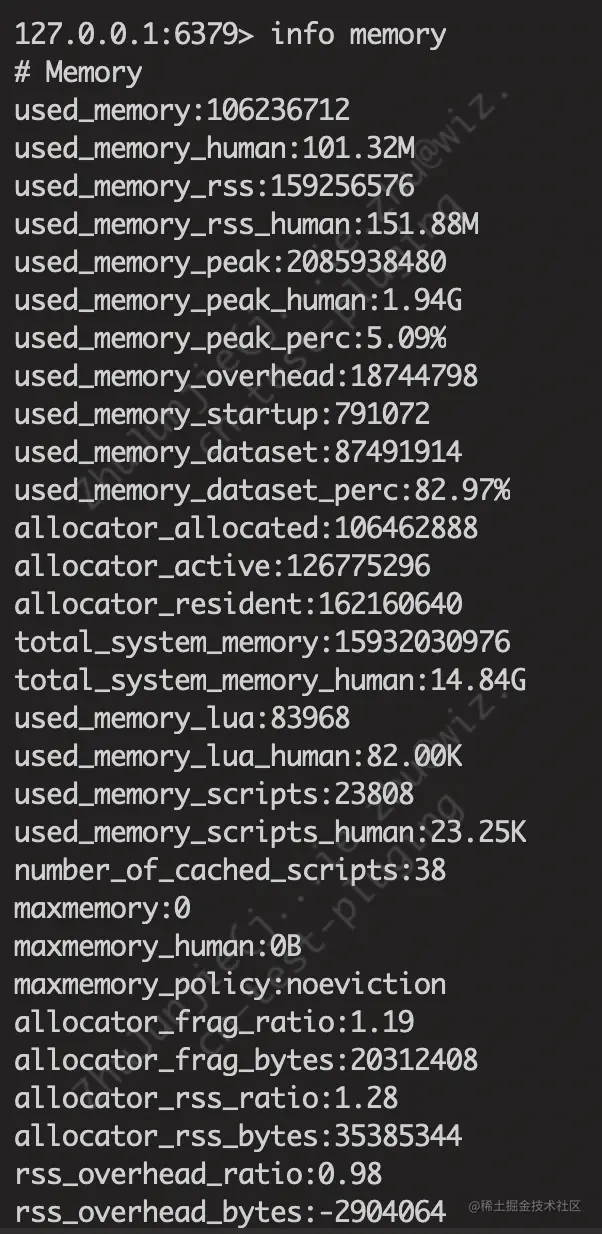 127.0.0.1:6379> info memory
# Memory
used_memory:106236712
used_memory_human:101.32M
used_memory_rss:159256576
used_memory_rss_human:151.88M
used_memory_peak:2085938480
used_memory_peak_human:1.94G
used_memory_peak_perc:5.09%
used_memory_overhead:18744798
used_memory_startup:791072
used_memory_dataset:87491914
used_memory_dataset_perc:82.97%
allocator_allocated:106462888
allocator_active:126775296
allocator_resident:162160640
total_system_memory:15932030976
total_system_memory_human:14.84G
used_memory_lua:83968
used_memory_lua_human:82.00K
used_memory_scripts:23808
used_memory_scripts_human:23.25K
number_of_cached_scripts:38
maxmemory:0
maxmemory_human:0B
maxmemory_policy:noeviction
allocator_frag_ratio:1.19
allocator_frag_bytes:20312408
allocator_rss_ratio:1.28
allocator_rss_bytes:35385344
rss_overhead_ratio:0.98
rss_overhead_bytes:-2904064
@稀土掘金技术社区